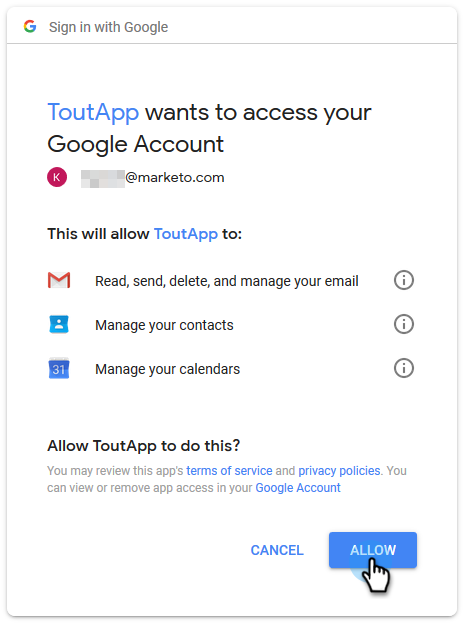 Sign in with Google
ToutApp wants to access your
Google Account
K
@marketo.com
This will allow ToutApp to:
Read, send, delete, and manage your email
Manage your contacts
31
Manage your calendars
Allow ToutApp to do this?
You may review this app's terms of service and privacy policies. You
can view or remove app access in your Google Account
CANCEL
ALLOW